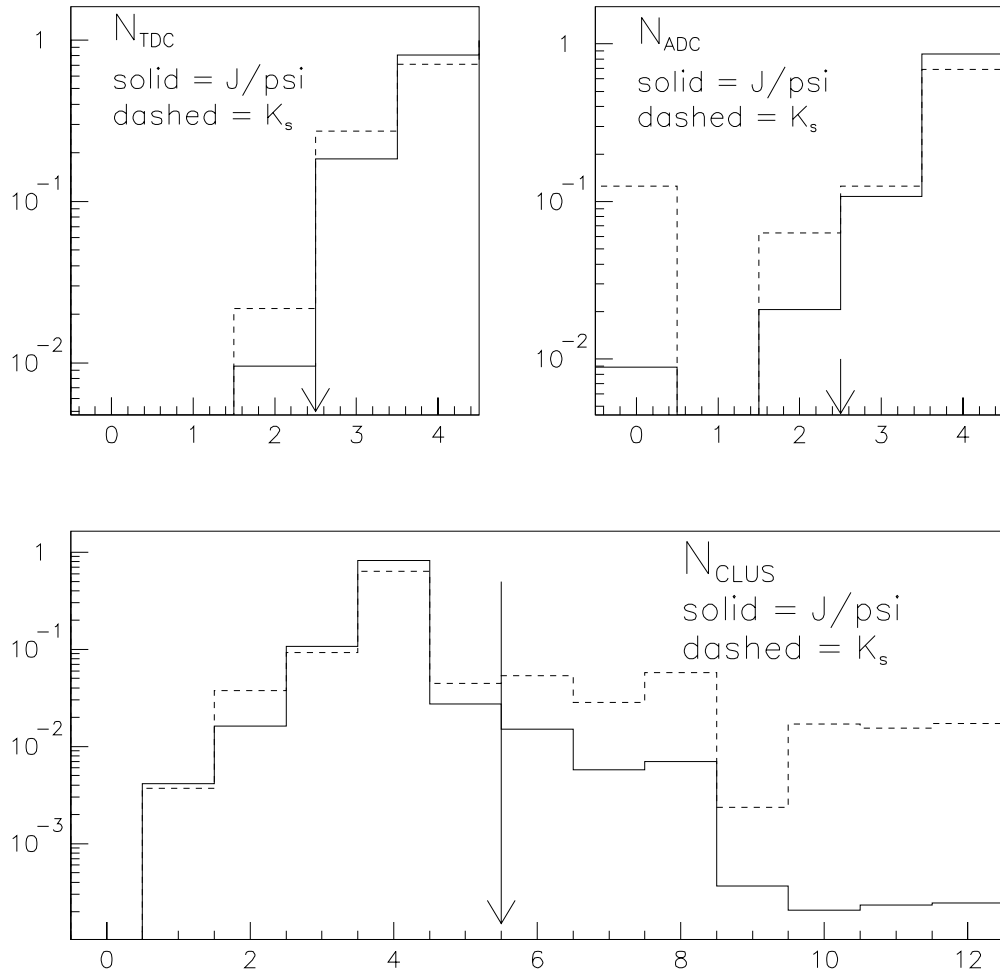 N_TDC
solid = J/psi
dashed = K_s
1
10^-1
10^-2
0 1 2 3 4
N_ADC
solid = J/psi
dashed = K_s
1
10^-1
10^-2
0 1 2 3 4
N_CLUS
solid = J/psi
dashed = K_s
1
10^-1
10^-2
10^-3
0 2 4 6 8 10 12